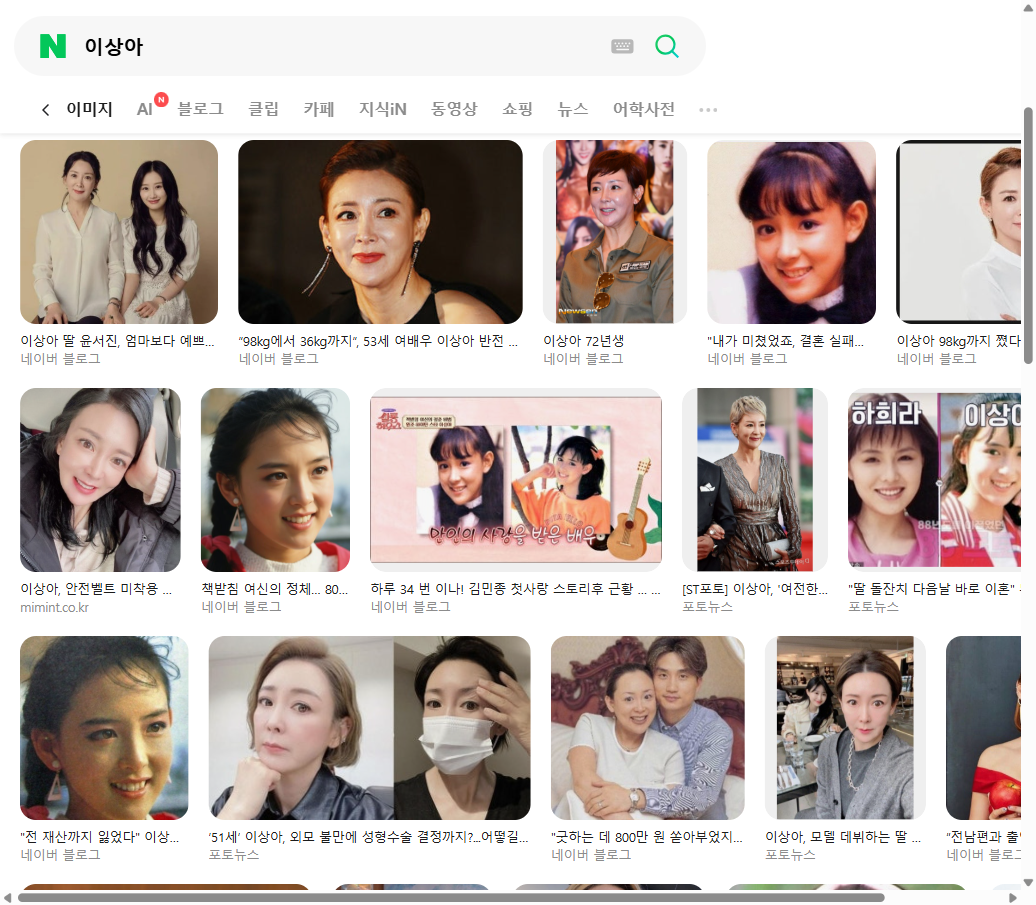 N 이상아
이미지 AI N 블로그 클립 카페 지식iN 동영상 쇼핑 뉴스 어학사전 ···
Newsen
이상아 딸 윤서진, 엄마보다 예쁘...
네이버 블로그
“98kg에서 36kg까지”, 53세 여배우 이상아 반전 ...
네이버 블로그
이상아 72년생
네이버 블로그
"내가 미쳤었죠, 결혼 실패...
네이버 블로그
이상아 98kg까지 쪘다
네이버 블로그
만인의 사랑을 받은 배우
하희라 이상아
이상아, 안전벨트 미착용 ...
mimint.co.kr
책받침 여신의 정체... 80...
네이버 블로그
하루 34 번 이나! 김민종 첫사랑 스토리후 근황 ... ...
네이버 블로그
[ST포토] 이상아, '여전한...
포토뉴스
"딸 돌잔치 다음날 바로 이혼"
포토뉴스
"전 재산까지 잃었다" 이상...
네이버 블로그
‘51세’ 이상아, 외모 불만에 성형수술 결정까지?...어떻길...
포토뉴스
"굿하는 데 800만 원 쏟아부었지...
네이버 블로그
이상아, 모델 데뷔하는 딸 ...
포토뉴스
"전남편과 출
네이버 블로그